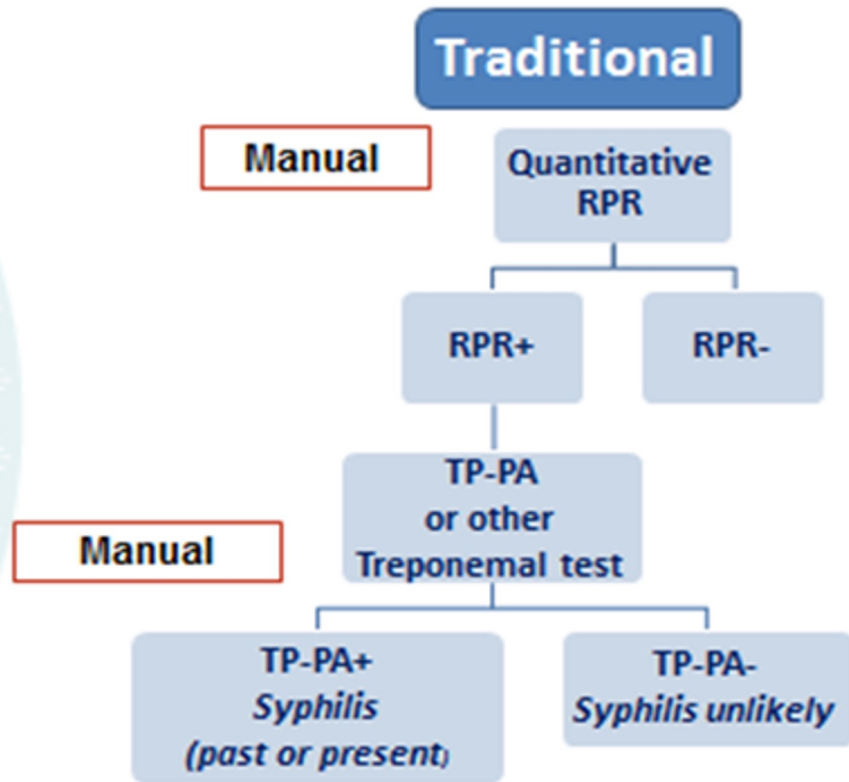 Traditional
Manual
Quantitative
RPR
RPR+
RPR-
TP-PA
or other
Treponemal test
Manual
TP-PA+
Syphilis
(past or present)
TP-PA-
Syphilis unlikely